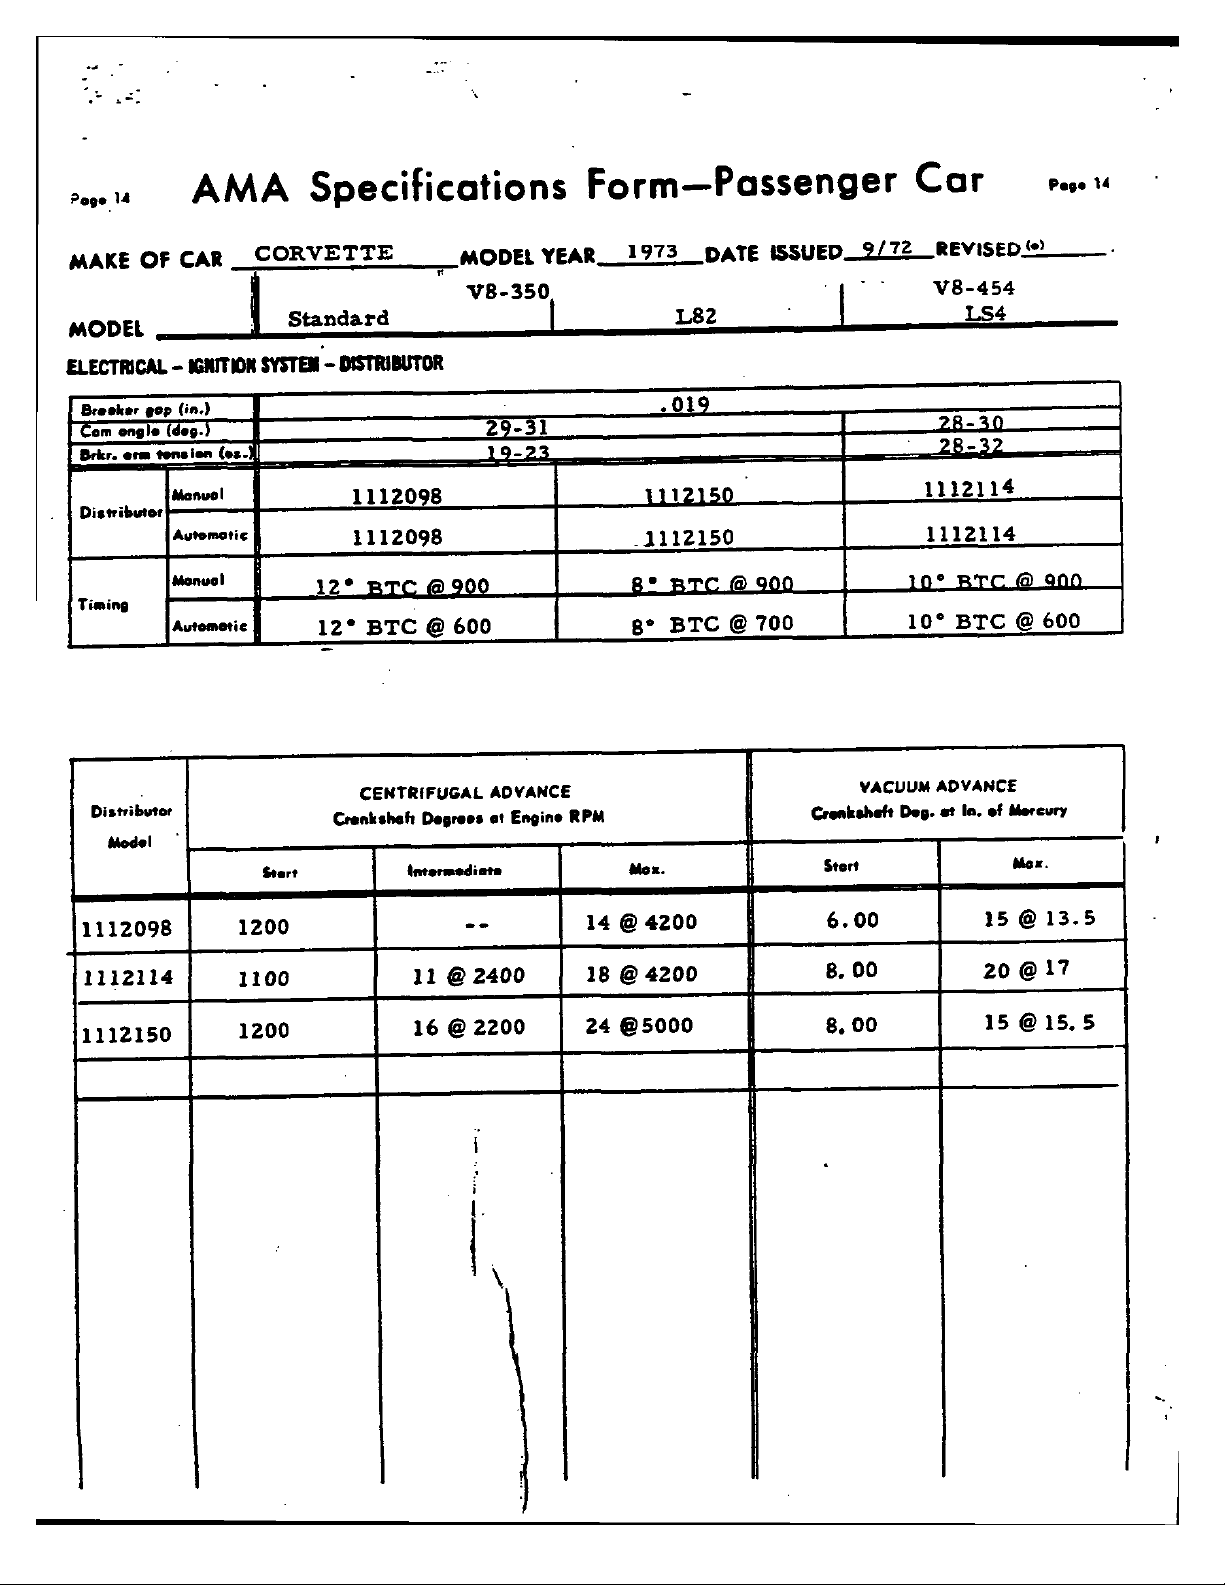 Page 14 AMA Specifications Form—Passenger Car Page 14
MAKE OF CAR CORVETTE MODEL YEAR 1973 DATE ISSUED 9/72 REVISED (•)
V8-350 V8-454
MODEL Standard L82 LS4
ELECTRICAL – IGNITION SYSTEM – DISTRIBUTOR
Breaker gap (in.) .019
Cam angle (deg.) 29-31 28-30
Brkr. arm tension (oz.) 19-23 28-32
Distributor
Manual 1112098 1112150 1112114
Automatic 1112098 1112150 1112114
Timing
Manual 12° BTC @ 900 8° BTC @ 900 10° BTC @ 900
Automatic 12° BTC @ 600 8° BTC @ 700 10° BTC @ 600
Distributor Model
CENTRIFUGAL ADVANCE
Crankshaft Degrees at Engine RPM
VACUUM ADVANCE
Crankshaft Deg. at In. of Mercury
Start Intermediate Max. Start Max.
1112098 1200 -- 14 @ 4200 6.00 15 @ 13.5
1112114 1100 11 @ 2400 18 @ 4200 8.00 20 @ 17
1112150 1200 16 @ 2200 24 @5000 8.00 15 @ 15.5